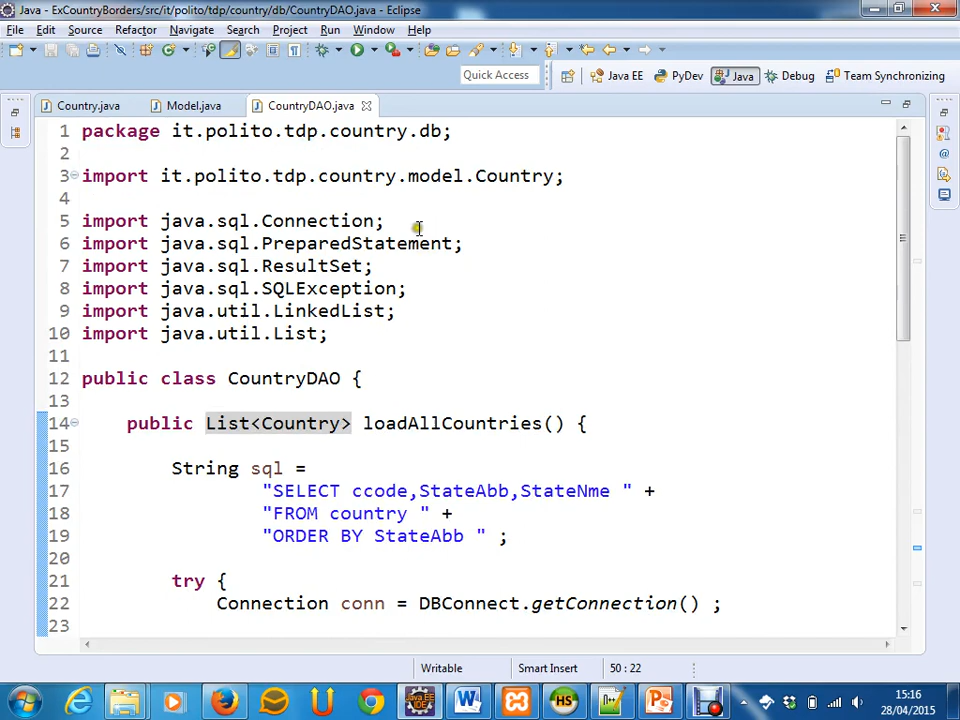 Java - ExCountryBorders/src/it/polito/tdp/country/db/CountryDAO.java - Eclipse
File Edit Source Refactor Navigate Search Project Run Window Help
Quick Access Java EE PyDev Java Debug Team Synchronizing
Country.java Model.java CountryDAO.java
1 package it.polito.tdp.country.db;
2
3 import it.polito.tdp.country.model.Country;
4
5 import java.sql.Connection;
6 import java.sql.PreparedStatement;
7 import java.sql.ResultSet;
8 import java.sql.SQLException;
9 import java.util.LinkedList;
10 import java.util.List;
11
12 public class CountryDAO {
13
14 public List<Country> loadAllCountries() {
15
16 String sql =
17 "SELECT ccode,StateAbb,StateNme " +
18 "FROM country " +
19 "ORDER BY StateAbb " ;
20
21 try {
22 Connection conn = DBConnect.getConnection() ;
23
Writable Smart Insert 50 : 22
15:16
28/04/2015